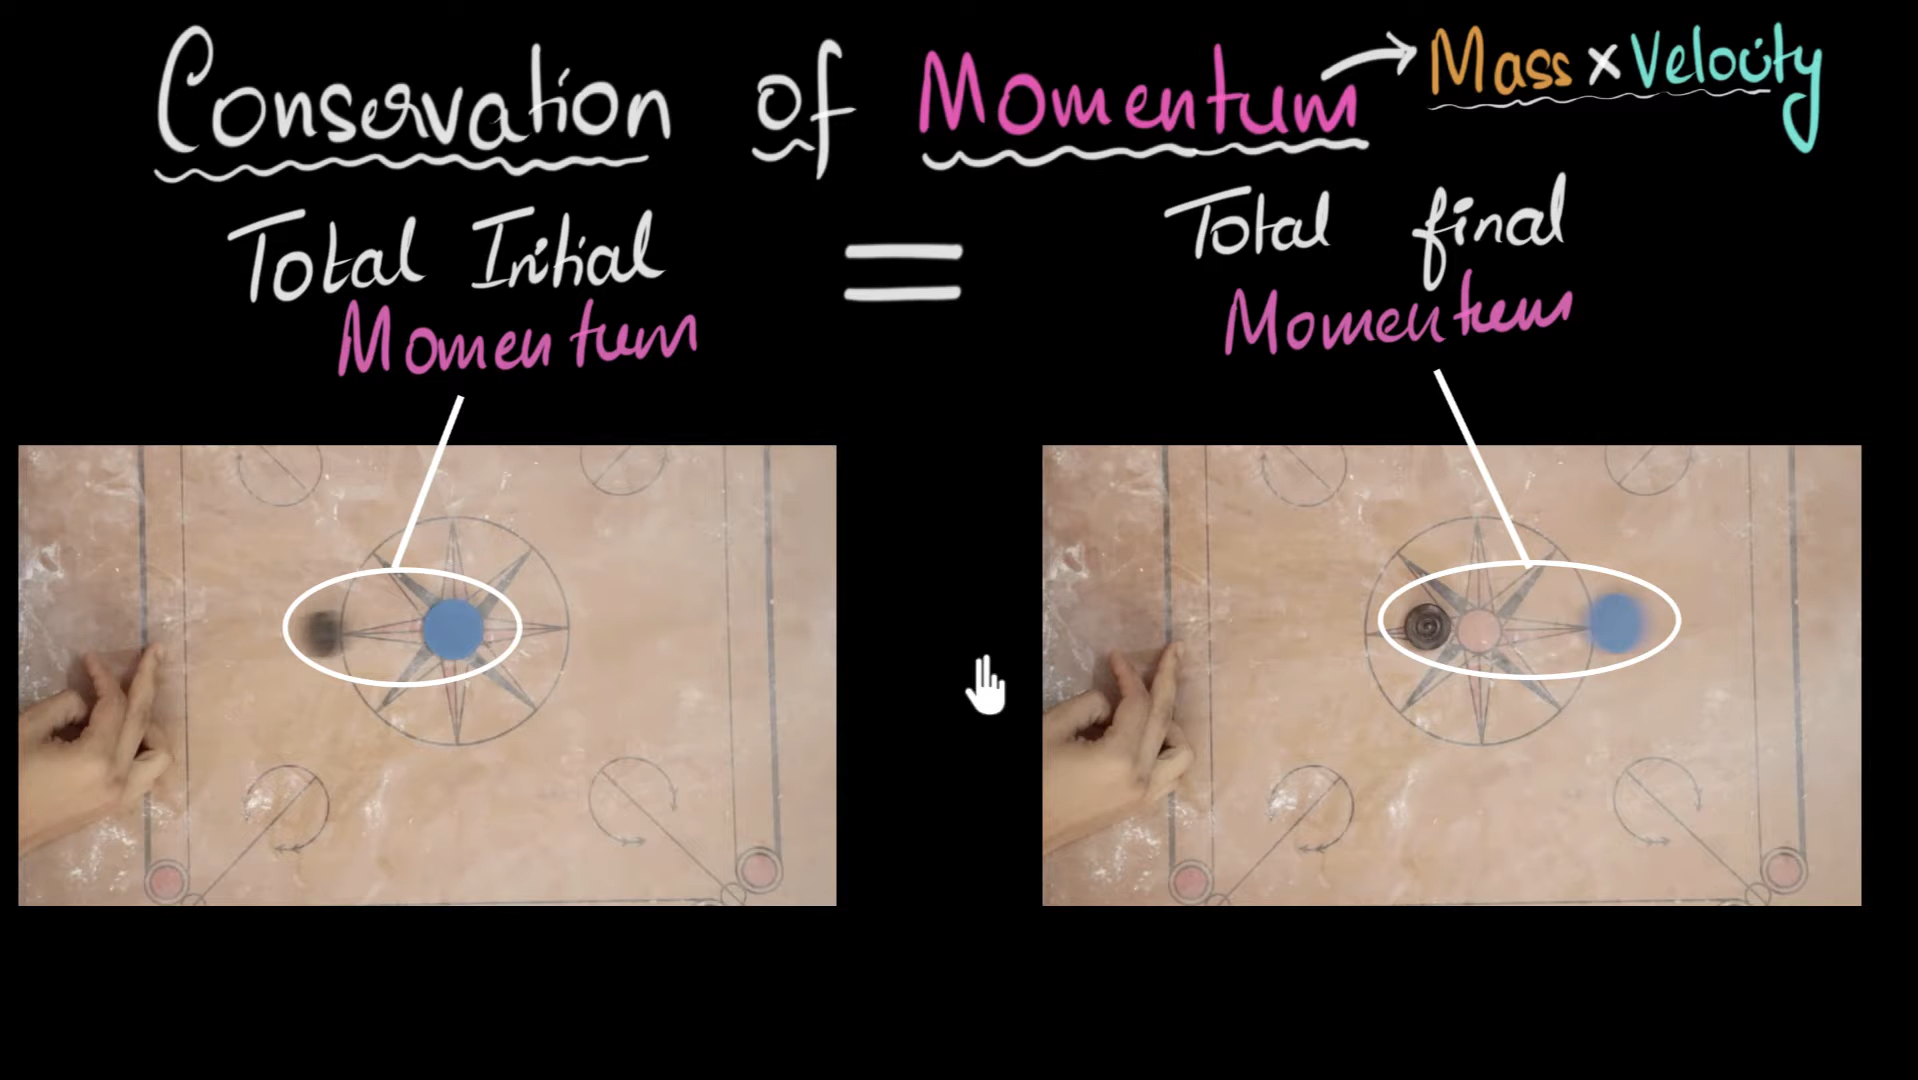 Conservation of Momentum → Mass × Velocity
Total Initial Momentum = Total final Momentum